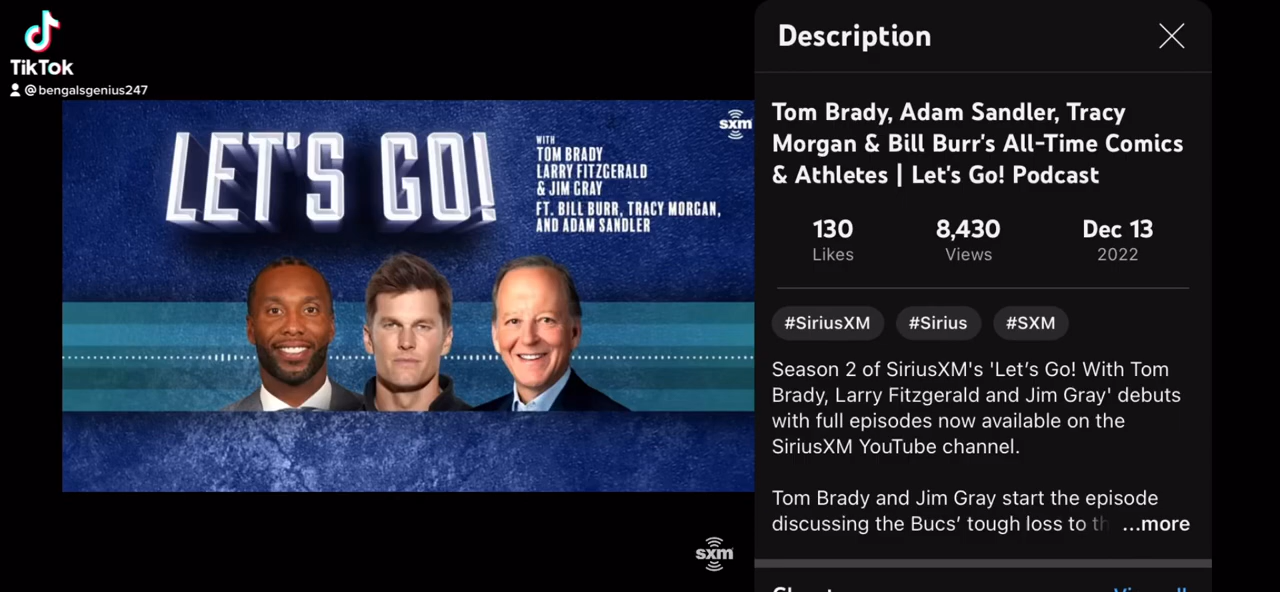 TikTok
@bengalsgenius247
LET'S GO!
WITH
TOM BRADY
LARRY FITZGERALD
& JIM GRAY
FT. BILL BURR, TRACY MORGAN,
AND ADAM SANDLER
sxm
sxm
Description
Tom Brady, Adam Sandler, Tracy
Morgan & Bill Burr's All-Time Comics
& Athletes | Let's Go! Podcast
130
Likes
8,430
Views
Dec 13
2022
#SiriusXM
#Sirius
#SXM
Season 2 of SiriusXM's 'Let's Go! With Tom
Brady, Larry Fitzgerald and Jim Gray' debuts
with full episodes now available on the
SiriusXM YouTube channel.
Tom Brady and Jim Gray start the episode
discussing the Bucs' tough loss to th ...more